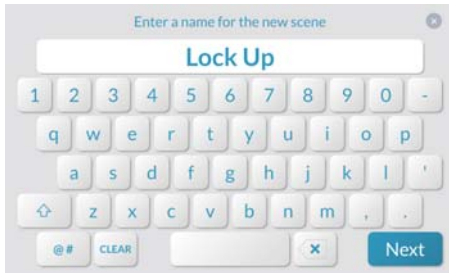 Enter a name for the new scene
Lock Up
1 2 3 4 5 6 7 8 9 0 -
q w e r t y u i o p
a s d f g h j k l '
z x c v b n m , .
@# CLEAR Next